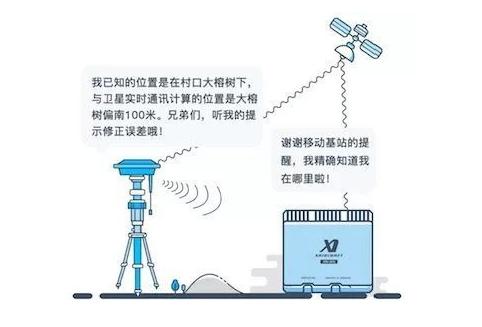 我已知的位置是在村口大榕树下，
与卫星实时通讯计算的位置是大榕
树偏南100米。兄弟们，听我的提
示修正误差哦！
谢谢移动基站的提
醒，我精确知道我
在哪里啦！